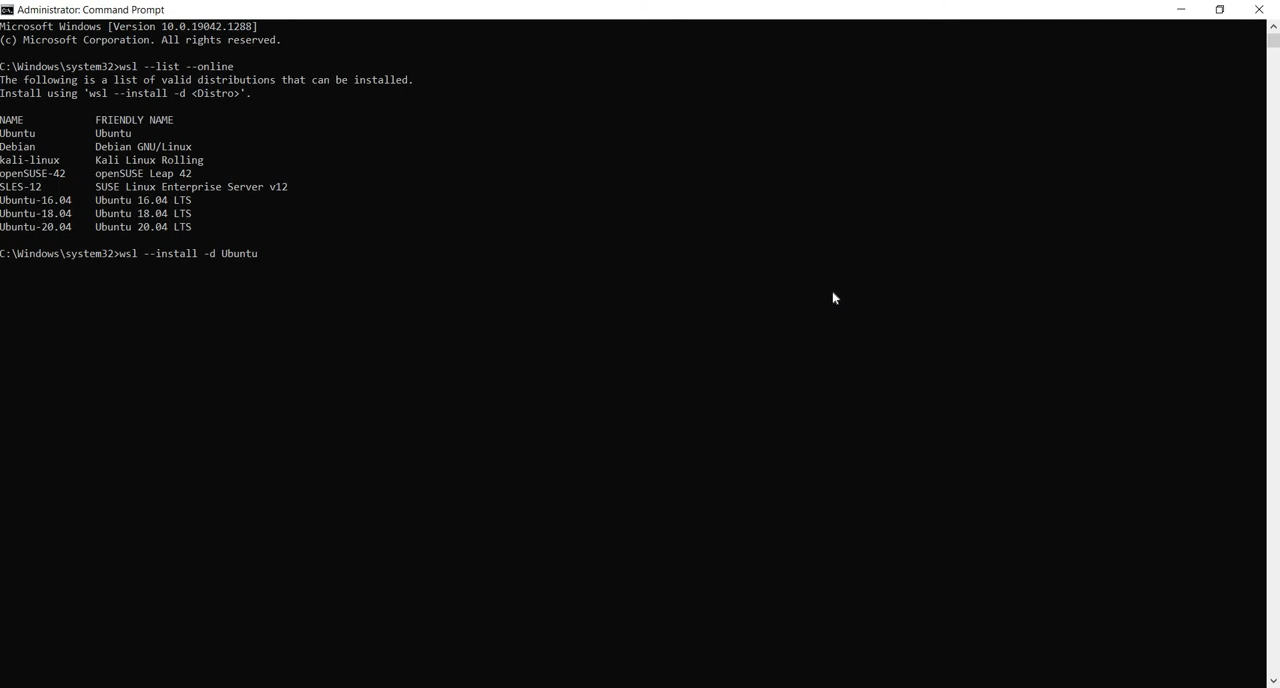 Administrator: Command Prompt
Microsoft Windows [Version 10.0.19042.1288]
(c) Microsoft Corporation. All rights reserved.
C:\Windows\system32>wsl --list --online
The following is a list of valid distributions that can be installed.
Install using 'wsl --install -d <Distro>'.
NAME FRIENDLY NAME
Ubuntu Ubuntu
Debian Debian GNU/Linux
kali-linux Kali Linux Rolling
openSUSE-42 openSUSE Leap 42
SLES-12 SUSE Linux Enterprise Server v12
Ubuntu-16.04 Ubuntu 16.04 LTS
Ubuntu-18.04 Ubuntu 18.04 LTS
Ubuntu-20.04 Ubuntu 20.04 LTS
C:\Windows\system32>wsl --install -d Ubuntu